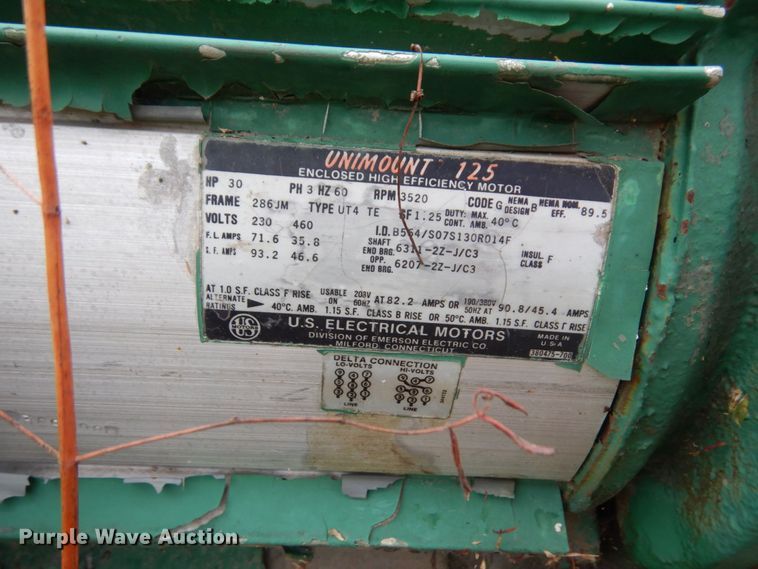 UNIMOUNT 125
ENCLOSED HIGH EFFICIENCY MOTOR
HP 30 PH 3 HZ 60 RPM 3520 CODE G NEMA DESIGN B NEMA NOM. EFF. 89.5
FRAME 286JM TYPE UT4 TE SF 1.25 DUTY: CONT. MAX. AMB. 40°C
VOLTS 230 460 I.D. B554/S07S130R014F
F.L. AMPS 71.6 35.8 SHAFT END BRG. 6311-2Z-J/C3 INSUL. CLASS F
S.F. AMPS 93.2 46.6 OPP. END BRG. 6207-2Z-J/C3
AT 1.0 S.F. CLASS F RISE USABLE ON 208V 60HZ AT 82.2 AMPS OR 190/380V 50HZ AT 90.8/45.4 AMPS
ALTERNATE RATINGS 40°C AMB. 1.15 S.F. CLASS B RISE OR 50°C AMB. 1.15 S.F. CLASS F RISE
US MOTORS
U.S. ELECTRICAL MOTORS
DIVISION OF EMERSON ELECTRIC CO.
MILFORD, CONNECTICUT
MADE IN U.S.A
DELTA CONNECTION
LO-VOLTS HI-VOLTS
LINE LINE
Purple Wave Auction